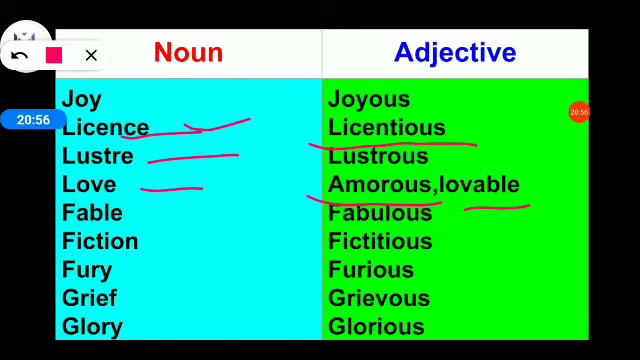 Noun Adjective
Joy Joyous
20:56
20:56
Licence Licentious
Lustre Lustrous
Love Amorous,lovable
Fable Fabulous
Fiction Fictitious
Fury Furious
Grief Grievous
Glory Glorious